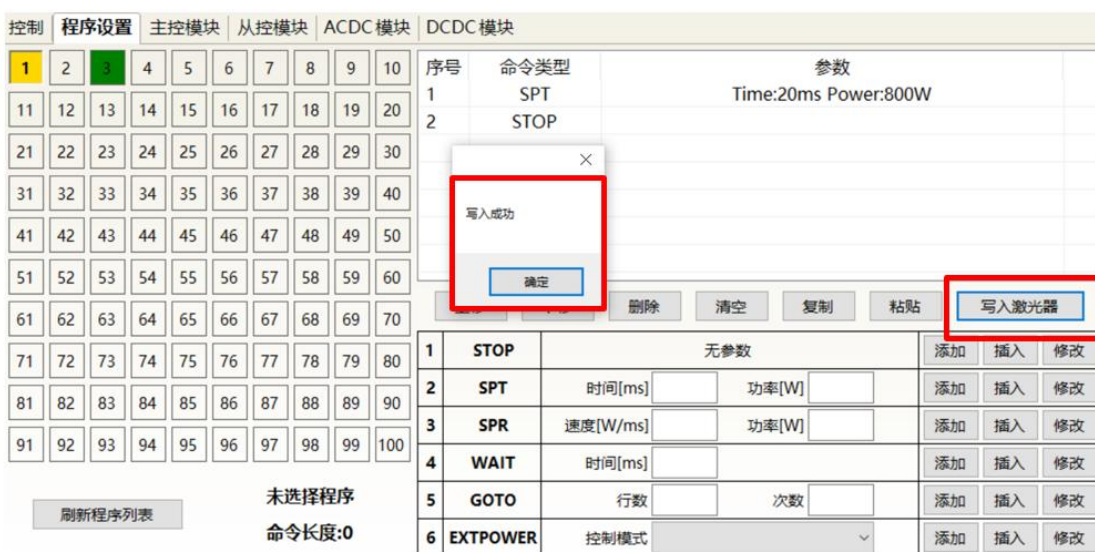 控制 程序设置 主控模块 从控模块 ACDC模块 DCDC模块
1 2 3 4 5 6 7 8 9 10
11 12 13 14 15 16 17 18 19 20
21 22 23 24 25 26 27 28 29 30
31 32 33 34 35 36 37 38 39 40
41 42 43 44 45 46 47 48 49 50
51 52 53 54 55 56 57 58 59 60
61 62 63 64 65 66 67 68 69 70
71 72 73 74 75 76 77 78 79 80
81 82 83 84 85 86 87 88 89 90
91 92 93 94 95 96 97 98 99 100
刷新程序列表
未选择程序
命令长度:0
序号 命令类型 参数
1 SPT Time:20ms Power:800W
2 STOP
写入成功
确定
删除 清空 复制 粘贴 写入激光器
1 STOP 无参数 添加 插入 修改
2 SPT 时间[ms] 功率[W] 添加 插入 修改
3 SPR 速度[W/ms] 功率[W] 添加 插入 修改
4 WAIT 时间[ms] 添加 插入 修改
5 GOTO 行数 次数 添加 插入 修改
6 EXTPOWER 控制模式 添加 插入 修改